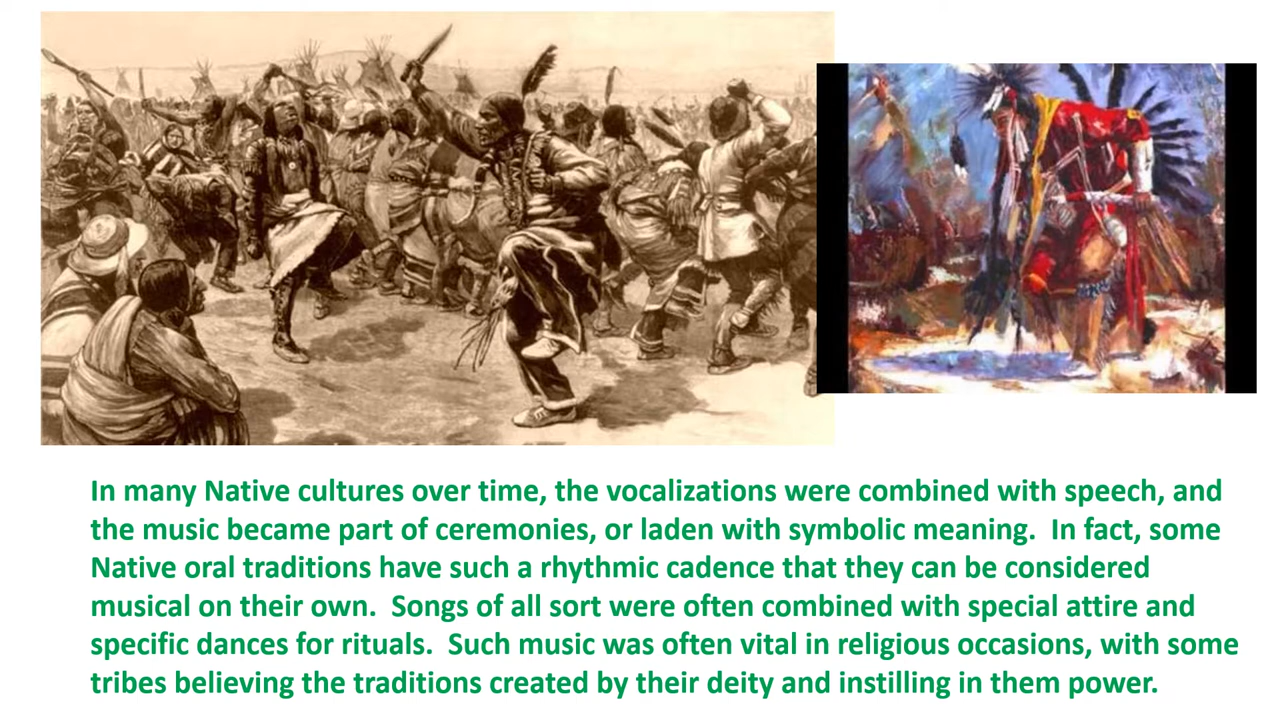 In many Native cultures over time, the vocalizations were combined with speech, and
the music became part of ceremonies, or laden with symbolic meaning.  In fact, some
Native oral traditions have such a rhythmic cadence that they can be considered
musical on their own.  Songs of all sort were often combined with special attire and
specific dances for rituals.  Such music was often vital in religious occasions, with some
tribes believing the traditions created by their deity and instilling in them power.